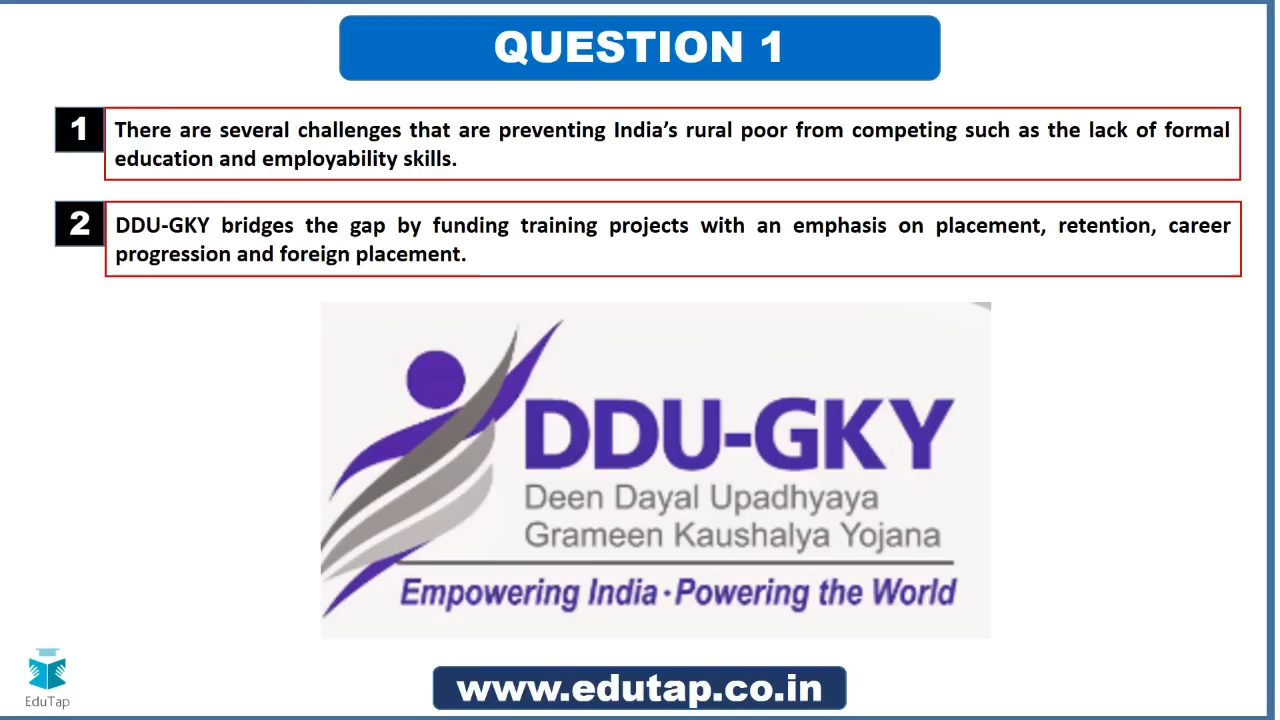 QUESTION 1
1
There are several challenges that are preventing India’s rural poor from competing such as the lack of formal
education and employability skills.
2
DDU-GKY bridges the gap by funding training projects with an emphasis on placement, retention, career
progression and foreign placement.
DDU-GKY
Deen Dayal Upadhyaya
Grameen Kaushalya Yojana
Empowering India · Powering the World
EduTap
www.edutap.co.in